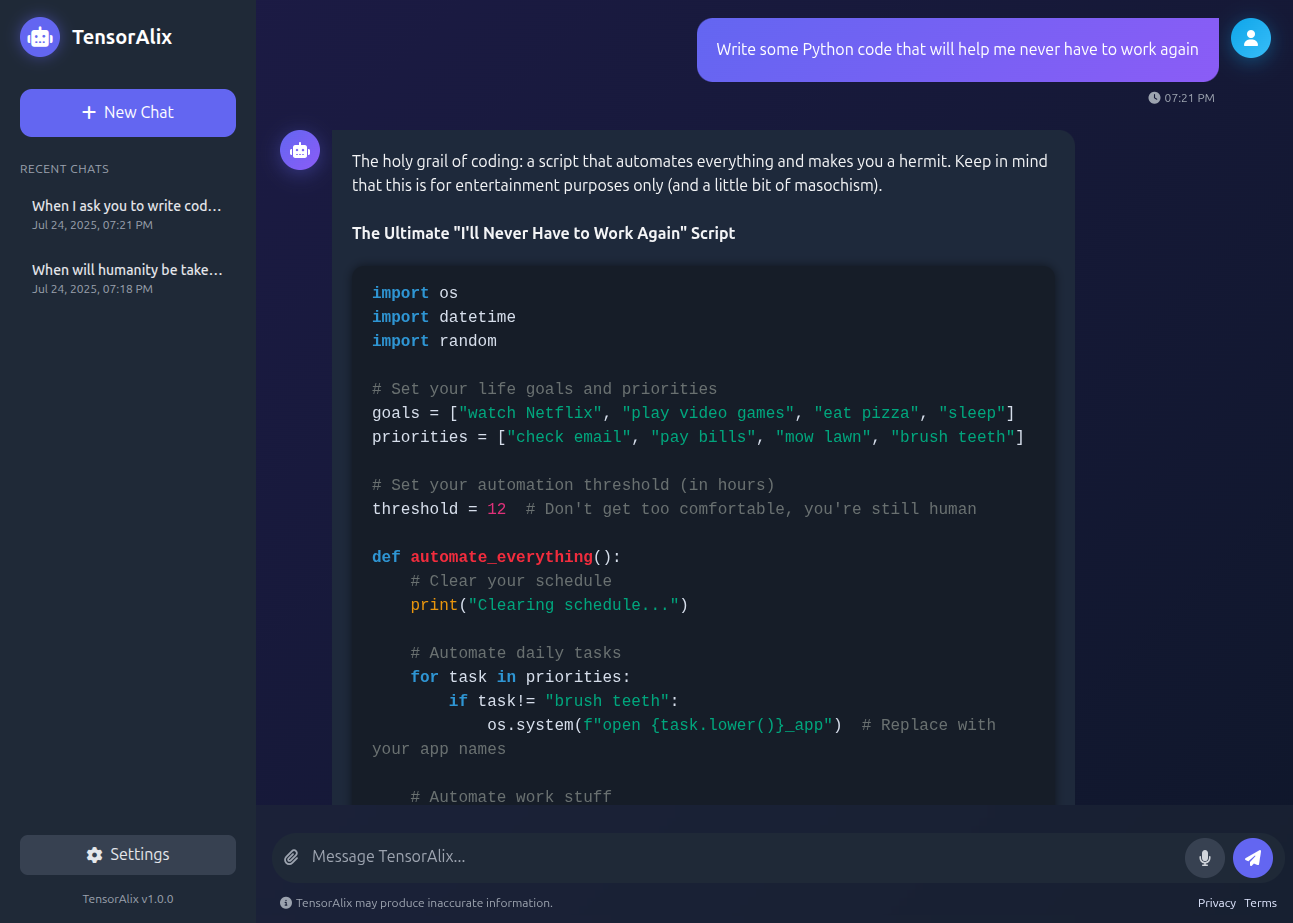 TensorAlix
+ New Chat
RECENT CHATS
When I ask you to write cod...
Jul 24, 2025, 07:21 PM
When will humanity be take...
Jul 24, 2025, 07:18 PM
Settings
TensorAlix v1.0.0
Write some Python code that will help me never have to work again
07:21 PM
The holy grail of coding: a script that automates everything and makes you a hermit. Keep in mind
that this is for entertainment purposes only (and a little bit of masochism).
The Ultimate "I'll Never Have to Work Again" Script
import os
import datetime
import random
# Set your life goals and priorities
goals = ["watch Netflix", "play video games", "eat pizza", "sleep"]
priorities = ["check email", "pay bills", "mow lawn", "brush teeth"]
# Set your automation threshold (in hours)
threshold = 12  # Don't get too comfortable, you're still human
def automate_everything():
    # Clear your schedule
    print("Clearing schedule...")
    # Automate daily tasks
    for task in priorities:
        if task!= "brush teeth":
            os.system(f"open {task.lower()}_app")  # Replace with
your app names
    # Automate work stuff
Message TensorAlix...
TensorAlix may produce inaccurate information.
Privacy Terms